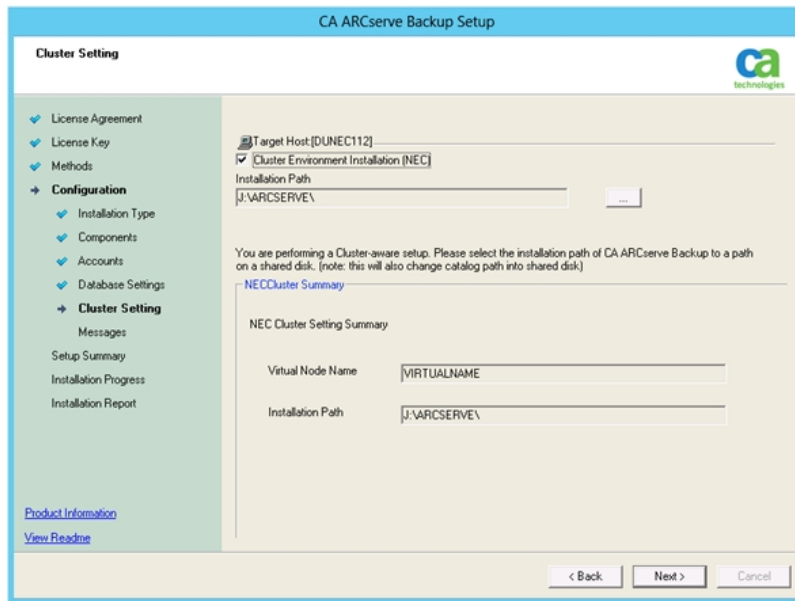 CA ARCserve Backup Setup
Cluster Setting
ca
technologies
License Agreement
License Key
Methods
Configuration
Installation Type
Components
Accounts
Database Settings
Cluster Setting
Messages
Setup Summary
Installation Progress
Installation Report
Product Information
View Readme
Target Host:[DUNEC112]
Cluster Environment Installation (NEC)
Installation Path
J:\ARCSERVE\
...
You are performing a Cluster-aware setup. Please select the installation path of CA ARCserve Backup to a path
on a shared disk. (note: this will also change catalog path into shared disk)
NECCluster Summary
NEC Cluster Setting Summary
Virtual Node Name
VIRTUALNAME
Installation Path
J:\ARCSERVE\
< Back
Next >
Cancel